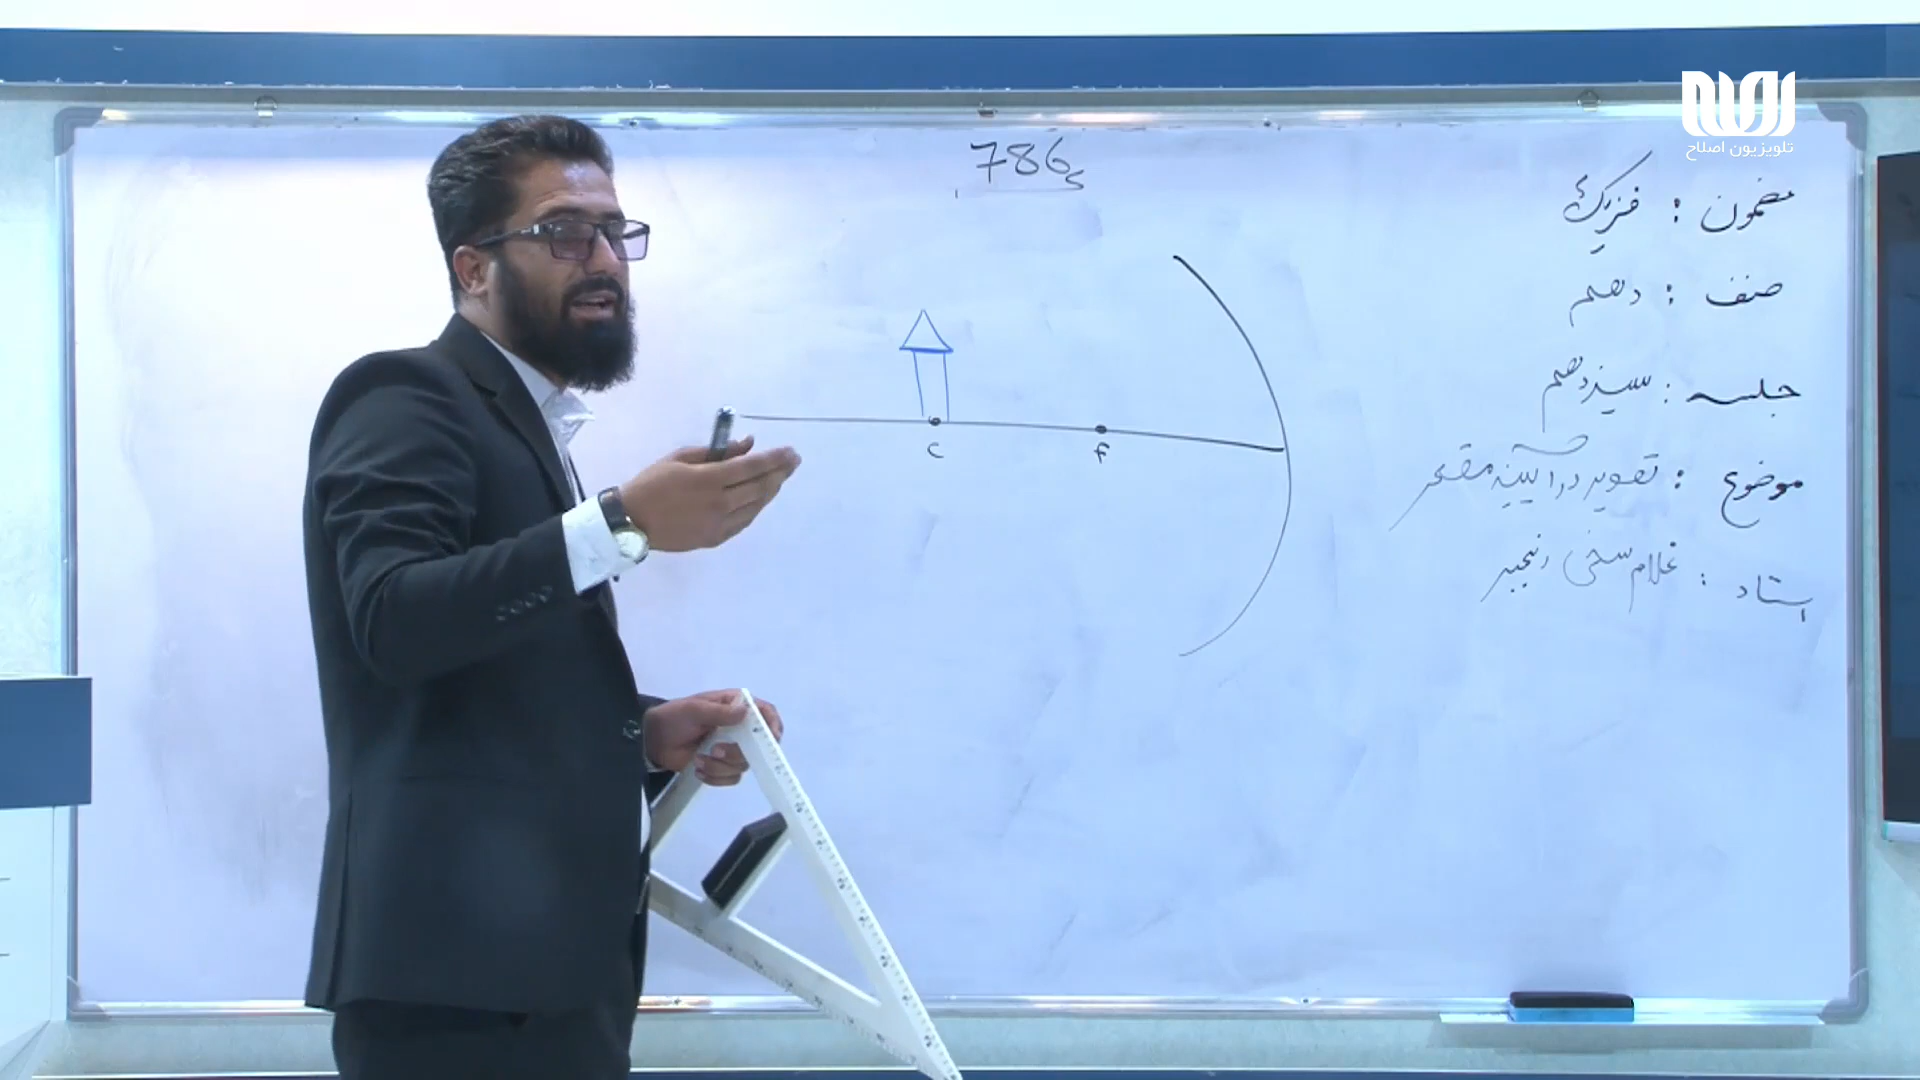 تلویزیون اصلاح
786
مضمون : فزیک
صنف : دهم
جلسه : سیزدهم
موضوع : تصویر در آیینه مقعر
استاد : غلام سخی رنجبر
C F